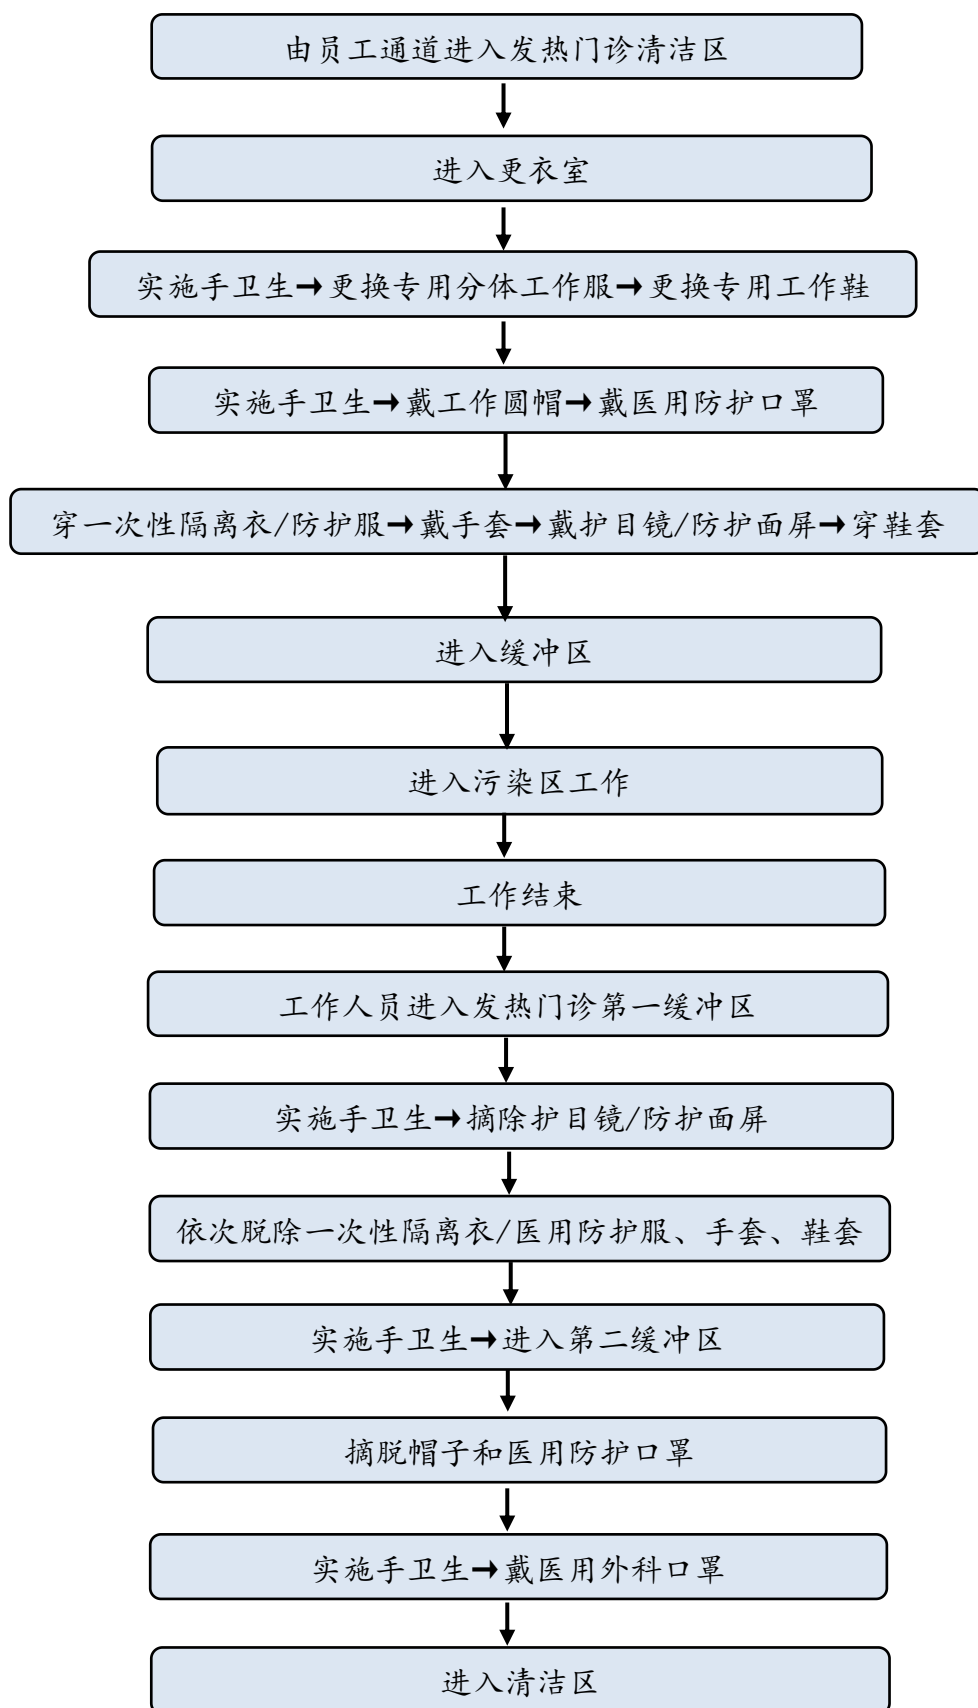 由员工通道进入发热门诊清洁区
进入更衣室
实施手卫生→更换专用分体工作服→更换专用工作鞋
实施手卫生→戴工作圆帽→戴医用防护口罩
穿一次性隔离衣/防护服→戴手套→戴护目镜/防护面屏→穿鞋套
进入缓冲区
进入污染区工作
工作结束
工作人员进入发热门诊第一缓冲区
实施手卫生→摘除护目镜/防护面屏
依次脱除一次性隔离衣/医用防护服、手套、鞋套
实施手卫生→进入第二缓冲区
摘脱帽子和医用防护口罩
实施手卫生→戴医用外科口罩
进入清洁区